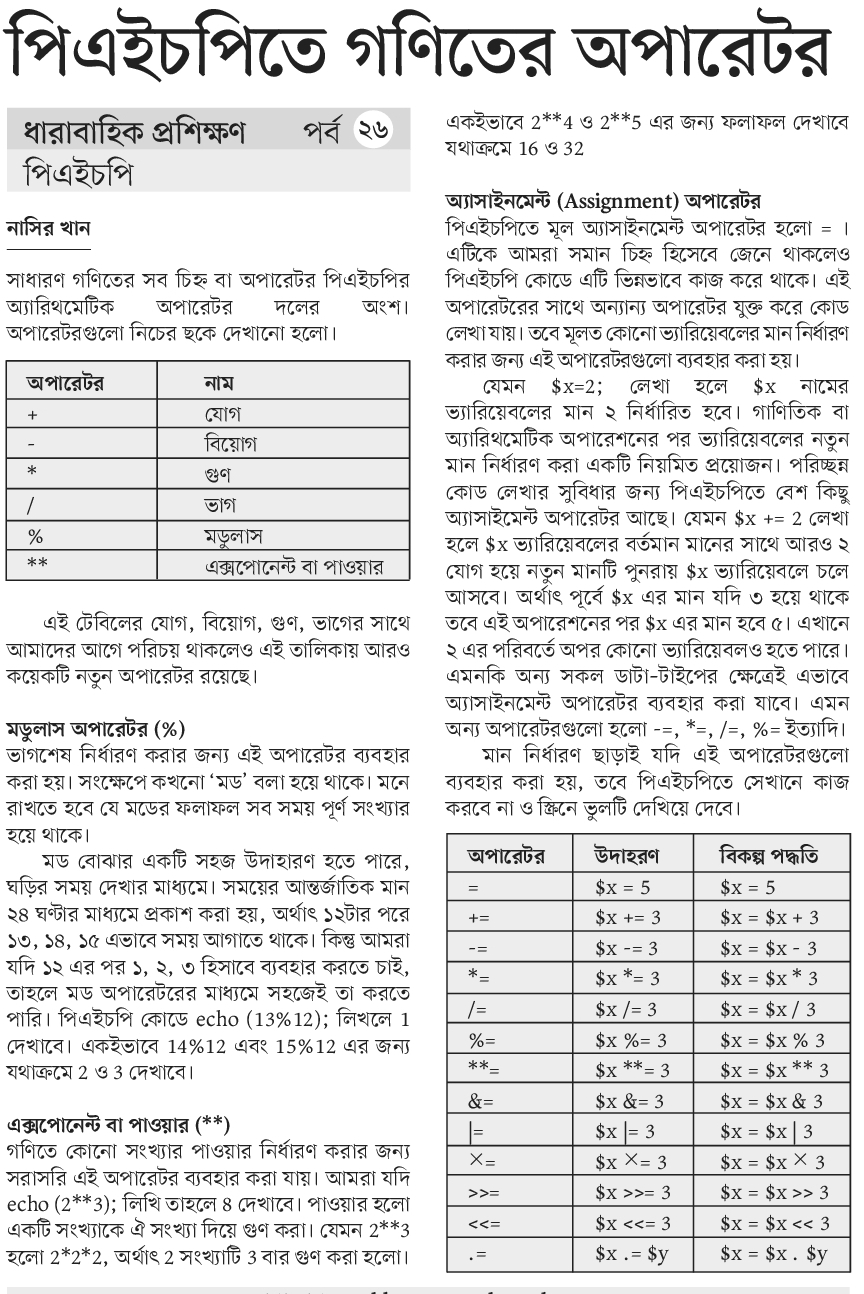 পিএইচপিতে গণিতের অপারেটর
ধারাবাহিক প্রশিক্ষণ পর্ব ২৬
পিএইচপি
নাসির খান
সাধারণ গণিতের সব চিহ্ন বা অপারেটর পিএইচপির
অ্যারিথমেটিক অপারেটর দলের অংশ।
অপারেটরগুলো নিচের ছকে দেখানো হলো।
অপারেটর নাম
+ যোগ
- বিয়োগ
* গুণ
/ ভাগ
% মডুলাস
** এক্সপোনেন্ট বা পাওয়ার
এই টেবিলের যোগ, বিয়োগ, গুণ, ভাগের সাথে
আমাদের আগে পরিচয় থাকলেও এই তালিকায় আরও
কয়েকটি নতুন অপারেটর রয়েছে।
মডুলাস অপারেটর (%)
ভাগশেষ নির্ধারণ করার জন্য এই অপারেটর ব্যবহার
করা হয়। সংক্ষেপে কখনো ‘মড’ বলা হয়ে থাকে। মনে
রাখতে হবে যে মডের ফলাফল সব সময় পূর্ণ সংখ্যার
হয়ে থাকে।
মড বোঝার একটি সহজ উদাহারণ হতে পারে,
ঘড়ির সময় দেখার মাধ্যমে। সময়ের আন্তর্জাতিক মান
২৪ ঘণ্টার মাধ্যমে প্রকাশ করা হয়, অর্থাৎ ১২টার পরে
১৩, ১৪, ১৫ এভাবে সময় আগাতে থাকে। কিন্তু আমরা
যদি ১২ এর পর ১, ২, ৩ হিসাবে ব্যবহার করতে চাই,
তাহলে মড অপারেটরের মাধ্যমে সহজেই তা করতে
পারি। পিএইচপি কোডে echo (13%12); লিখলে 1
দেখাবে। একইভাবে 14%12 এবং 15%12 এর জন্য
যথাক্রমে 2 ও 3 দেখাবে।
এক্সপোনেন্ট বা পাওয়ার (**)
গণিতে কোনো সংখ্যার পাওয়ার নির্ধারণ করার জন্য
সরাসরি এই অপারেটর ব্যবহার করা যায়। আমরা যদি
echo (2**3); লিখি তাহলে 8 দেখাবে। পাওয়ার হলো
একটি সংখ্যাকে ঐ সংখ্যা দিয়ে গুণ করা। যেমন 2**3
হলো 2*2*2, অর্থাৎ 2 সংখ্যাটি 3 বার গুণ করা হলো।
একইভাবে 2**4 ও 2**5 এর জন্য ফলাফল দেখাবে
যথাক্রমে 16 ও 32
অ্যাসাইনমেন্ট (Assignment) অপারেটর
পিএইচপিতে মূল অ্যাসাইনমেন্ট অপারেটর হলো = ।
এটিকে আমরা সমান চিহ্ন হিসেবে জেনে থাকলেও
পিএইচপি কোডে এটি ভিন্নভাবে কাজ করে থাকে। এই
অপারেটরের সাথে অন্যান্য অপারেটর যুক্ত করে কোড
লেখা যায়। তবে মূলত কোনো ভ্যারিয়েবলের মান নির্ধারণ
করার জন্য এই অপারেটরগুলো ব্যবহার করা হয়।
যেমন $x=2; লেখা হলে $x নামের
ভ্যারিয়েবলের মান ২ নির্ধারিত হবে। গাণিতিক বা
অ্যারিথমেটিক অপারেশনের পর ভ্যারিয়েবলের নতুন
মান নির্ধারণ করা একটি নিয়মিত প্রয়োজন। পরিচ্ছন্ন
কোড লেখার সুবিধার জন্য পিএইচপিতে বেশ কিছু
অ্যাসাইমেন্ট অপারেটর আছে। যেমন $x += 2 লেখা
হলে $x ভ্যারিয়েবলের বর্তমান মানের সাথে আরও ২
যোগ হয়ে নতুন মানটি পুনরায় $x ভ্যারিয়েবলে চলে
আসবে। অর্থাৎ পূর্বে $x এর মান যদি ৩ হয়ে থাকে
তবে এই অপারেশনের পর $x এর মান হবে ৫। এখানে
২ এর পরিবর্তে অপর কোনো ভ্যারিয়েবলও হতে পারে।
এমনকি অন্য সকল ডাটা-টাইপের ক্ষেত্রেই এভাবে
অ্যাসাইনমেন্ট অপারেটর ব্যবহার করা যাবে। এমন
অন্য অপারেটরগুলো হলো -=, *=, /=, %= ইত্যাদি।
মান নির্ধারণ ছাড়াই যদি এই অপারেটরগুলো
ব্যবহার করা হয়, তবে পিএইচপিতে সেখানে কাজ
করবে না ও স্ক্রিনে ভুলটি দেখিয়ে দেবে।
অপারেটর উদাহরণ বিকল্প পদ্ধতি
= $x = 5 $x = 5
+= $x += 3 $x = $x + 3
-= $x -= 3 $x = $x - 3
*= $x *= 3 $x = $x * 3
/= $x /= 3 $x = $x / 3
%= $x %= 3 $x = $x % 3
**= $x **= 3 $x = $x ** 3
&= $x &= 3 $x = $x & 3
|= $x |= 3 $x = $x | 3
×= $x ×= 3 $x = $x × 3
>>= $x >>= 3 $x = $x >> 3
<<= $x <<= 3 $x = $x << 3
.= $x .= $y $x = $x . $y